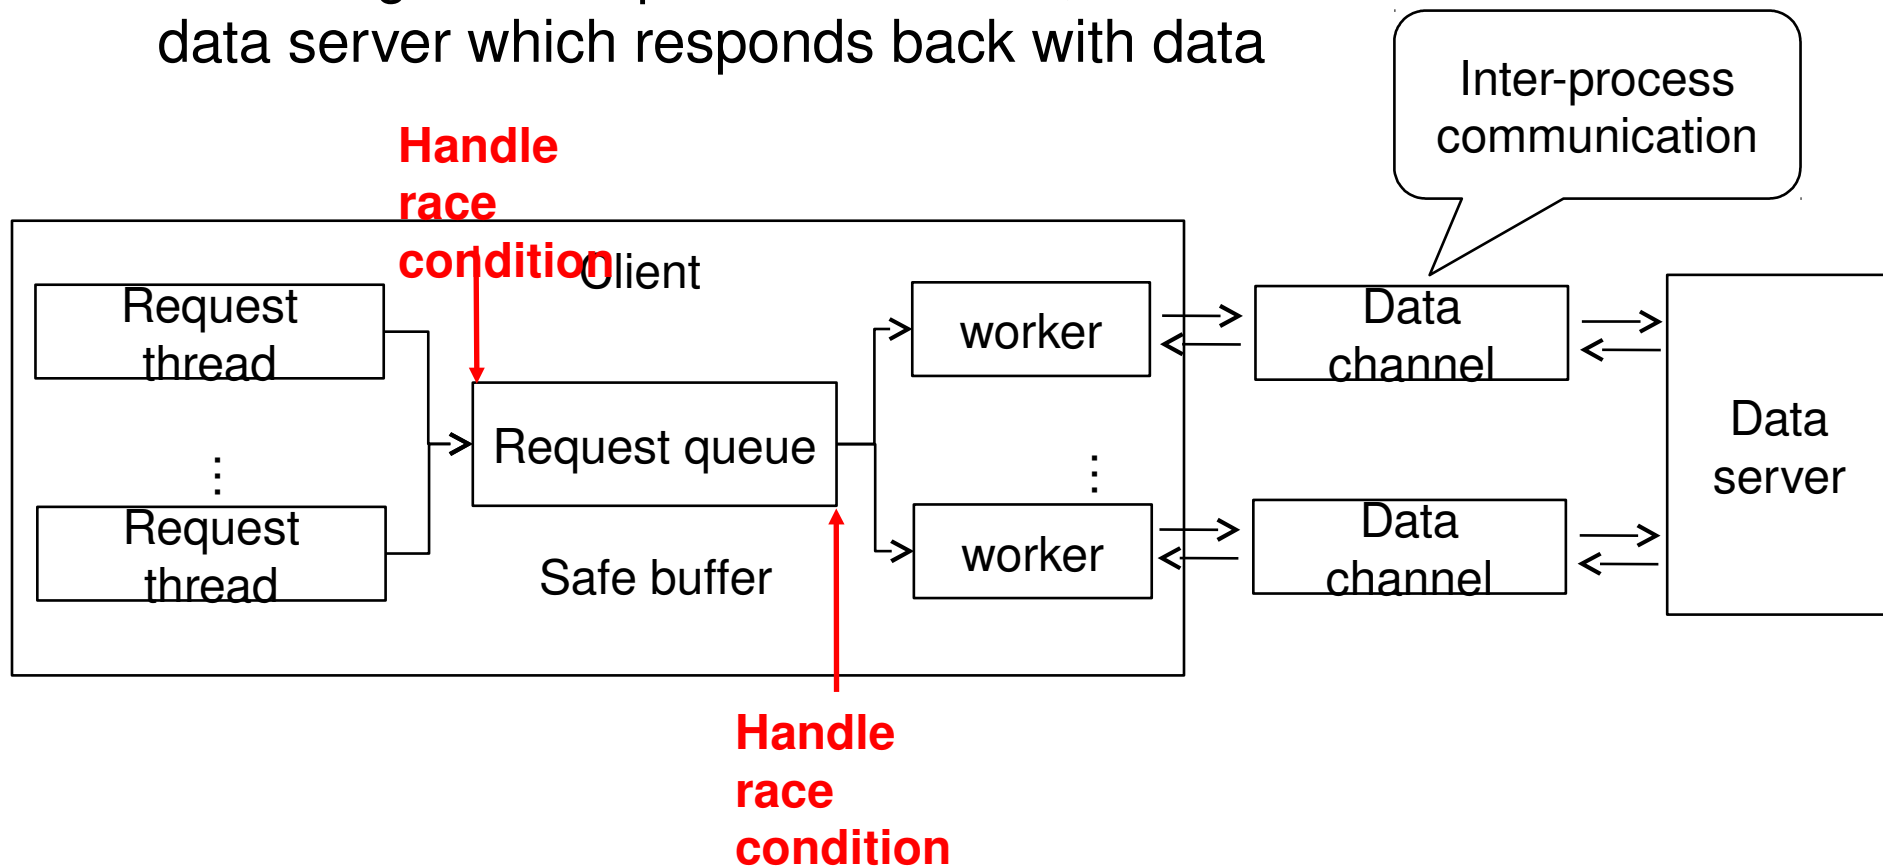 data server which responds back with data
Inter-process
communication
Handle
race
condition
Client
Request
thread
⋮
Request
thread
Request queue
Safe buffer
worker
⋮
worker
Data
channel
Data
channel
Data
server
Handle
race
condition